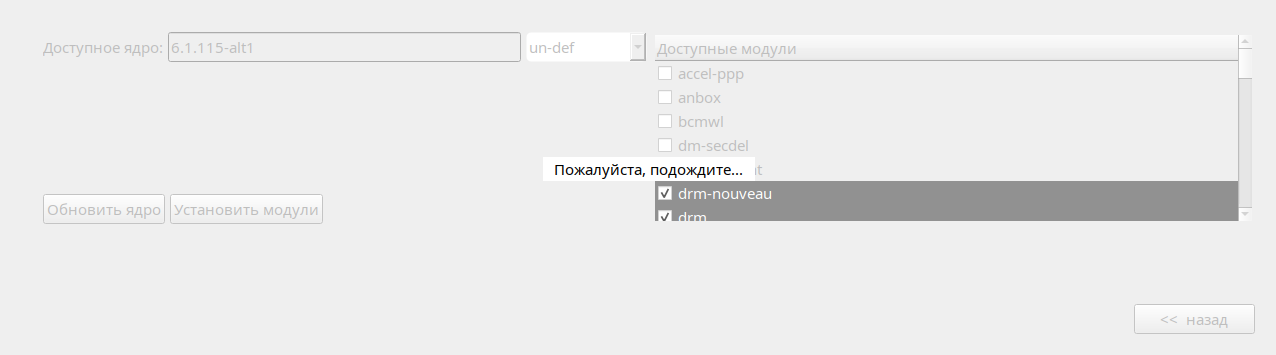 Доступное ядро: 6.1.115-alt1 un-def
Доступные модули
accel-ppp
anbox
bcmwl
dm-secdel
Пожалуйста, подождите...
drm-nouveau
drm
Обновить ядро Установить модули
<< назад